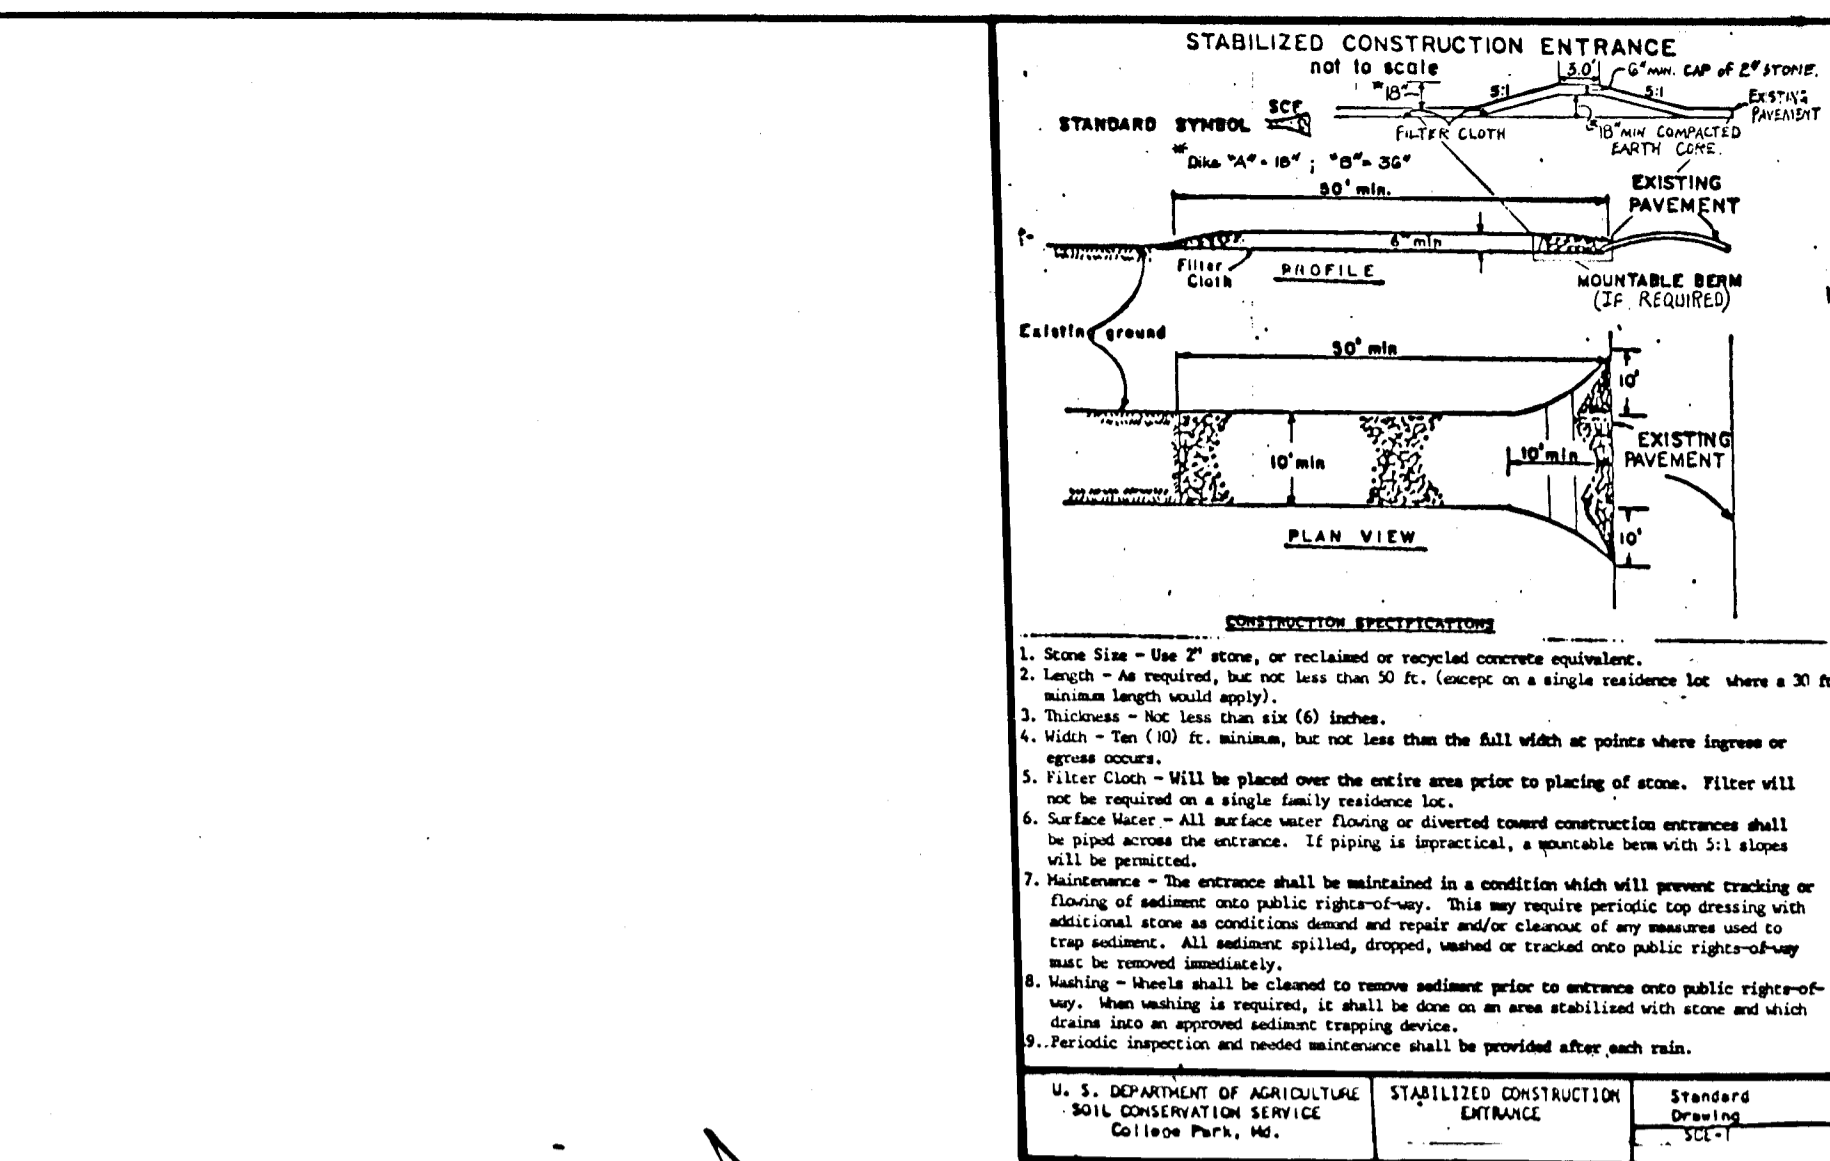 STABILIZED CONSTRUCTION ENTRANCE
not to scale
3.0'
6" MIN. CAP of 2" STONE.
*18"
5:1
5:1
EXISTING
PAVEMENT
STANDARD SYMBOL
SCE
FILTER CLOTH
*18" MIN COMPACTED
EARTH CORE.
* Dike "A" = 18" ; "B" = 36"
50' min.
EXISTING
PAVEMENT
6" min
Filter
Cloth
PROFILE
MOUNTABLE BERM
(IF REQUIRED)
Existing ground
50' min
10'
10' min
10' min
EXISTING
PAVEMENT
10'
PLAN VIEW
CONSTRUCTION SPECIFICATIONS
1. Stone Size - Use 2" stone, or reclaimed or recycled concrete equivalent.
2. Length - As required, but not less than 50 ft. (except on a single residence lot where a 30 ft
minimum length would apply).
3. Thickness - Not less than six (6) inches.
4. Width - Ten (10) ft. minimum, but not less than the full width at points where ingress or
egress occurs.
5. Filter Cloth - Will be placed over the entire area prior to placing of stone. Filter will
not be required on a single family residence lot.
6. Surface Water - All surface water flowing or diverted toward construction entrances shall
be piped across the entrance. If piping is impractical, a mountable berm with 5:1 slopes
will be permitted.
7. Maintenance - The entrance shall be maintained in a condition which will prevent tracking or
flowing of sediment onto public rights-of-way. This may require periodic top dressing with
additional stone as conditions demand and repair and/or cleanout of any measures used to
trap sediment. All sediment spilled, dropped, washed or tracked onto public rights-of-way
must be removed immediately.
8. Washing - Wheels shall be cleaned to remove sediment prior to entrance onto public rights-of-
way. When washing is required, it shall be done on an area stabilized with stone and which
drains into an approved sediment trapping device.
9. Periodic inspection and needed maintenance shall be provided after each rain.
U. S. DEPARTMENT OF AGRICULTURE
SOIL CONSERVATION SERVICE
College Park, Md.
STABILIZED CONSTRUCTION
ENTRANCE
Standard
Drawing
SCE-1